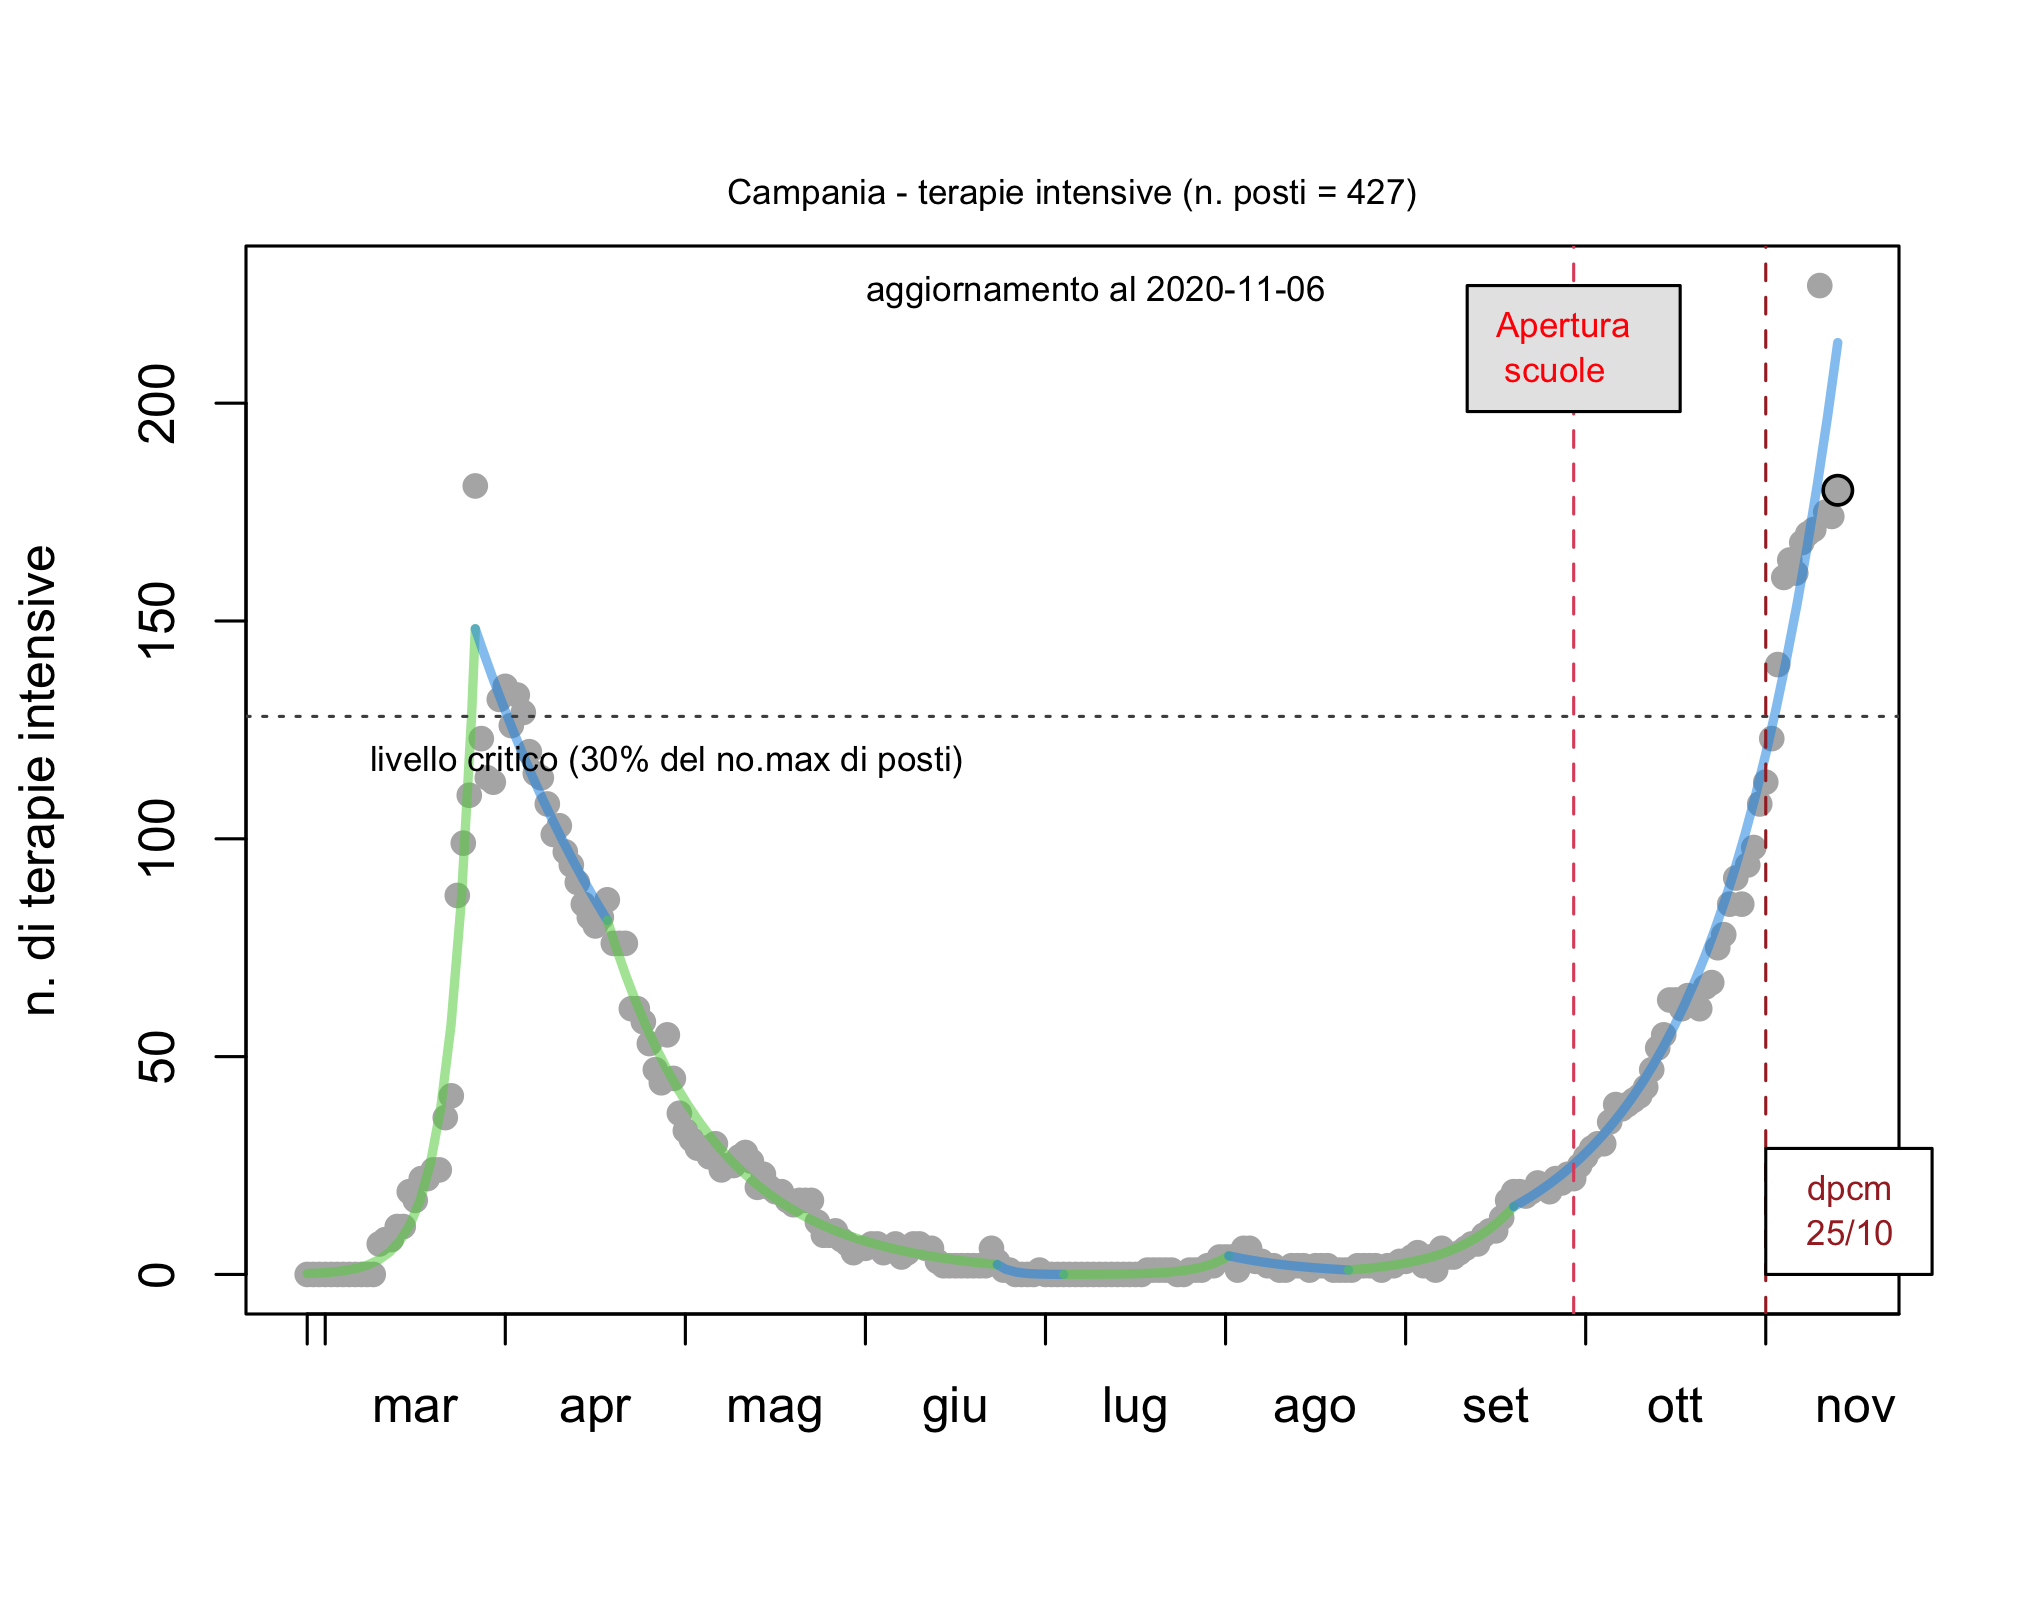 Campania - terapie intensive (n. posti = 427)
aggiornamento al 2020-11-06
Apertura
scuole
n. di terapie intensive
200
150
100
50
0
livello critico (30% del no.max di posti)
dpcm
25/10
mar apr mag giu lug ago set ott nov